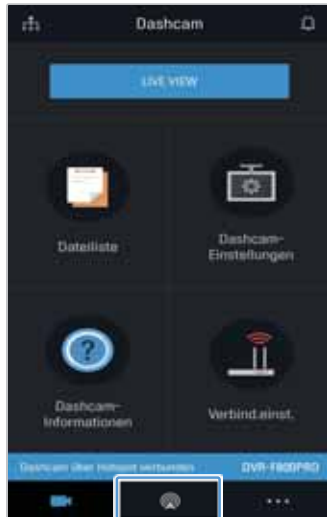 Dashcam
LIVE VIEW
Dateiliste
Dashcam-
Einstellungen
Dashcam-
Informationen
Verbind.einst.
Dashcam über Hotspot verbunden
DVR-F800PRO